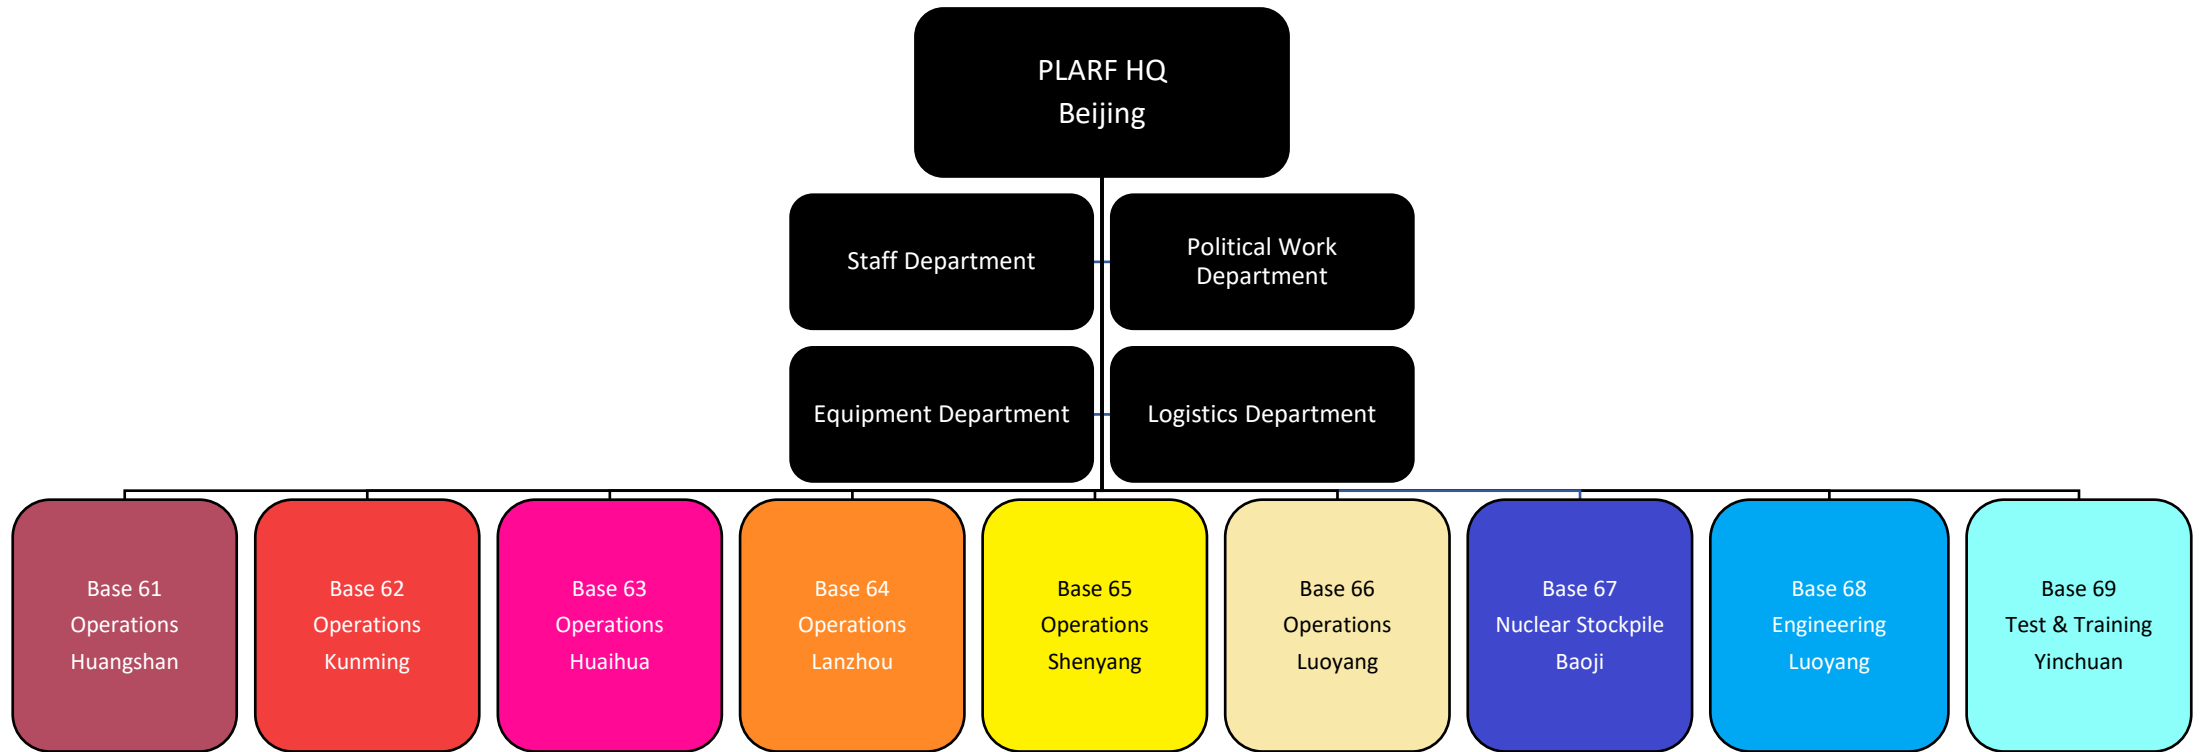 PLARF HQ
Beijing
Staff Department
Political Work
Department
Equipment Department
Logistics Department
Base 61
Operations
Huangshan
Base 62
Operations
Kunming
Base 63
Operations
Huaihua
Base 64
Operations
Lanzhou
Base 65
Operations
Shenyang
Base 66
Operations
Luoyang
Base 67
Nuclear Stockpile
Baoji
Base 68
Engineering
Luoyang
Base 69
Test & Training
Yinchuan